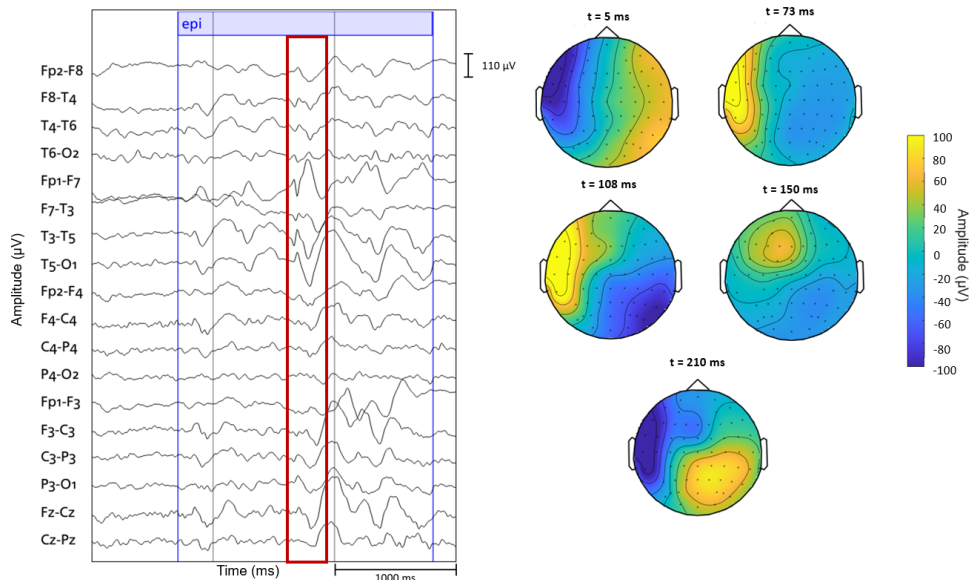 epi
Fp2-F8
F8-T4
T4-T6
T6-O2
Fp1-F7
F7-T3
T3-T5
T5-O1
Fp2-F4
F4-C4
C4-P4
P4-O2
Fp1-F3
F3-C3
C3-P3
P3-O1
Fz-Cz
Cz-Pz
Amplitude (µV)
Time (ms)
1000 ms
110 µV
t = 5 ms
t = 73 ms
t = 108 ms
t = 150 ms
t = 210 ms
100
80
60
40
20
0
-20
-40
-60
-80
-100
Amplitude (µV)